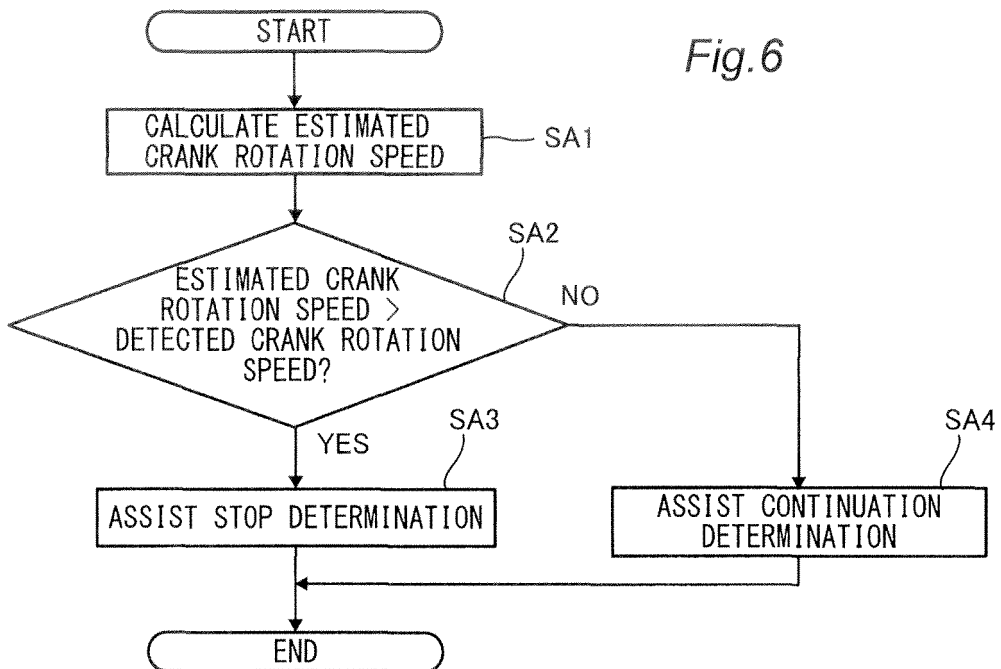 START
Fig.6
CALCULATE ESTIMATED
CRANK ROTATION SPEED
SA1
SA2
ESTIMATED CRANK
ROTATION SPEED >
DETECTED CRANK ROTATION
SPEED?
NO
YES
SA3
SA4
ASSIST STOP DETERMINATION
ASSIST CONTINUATION
DETERMINATION
END